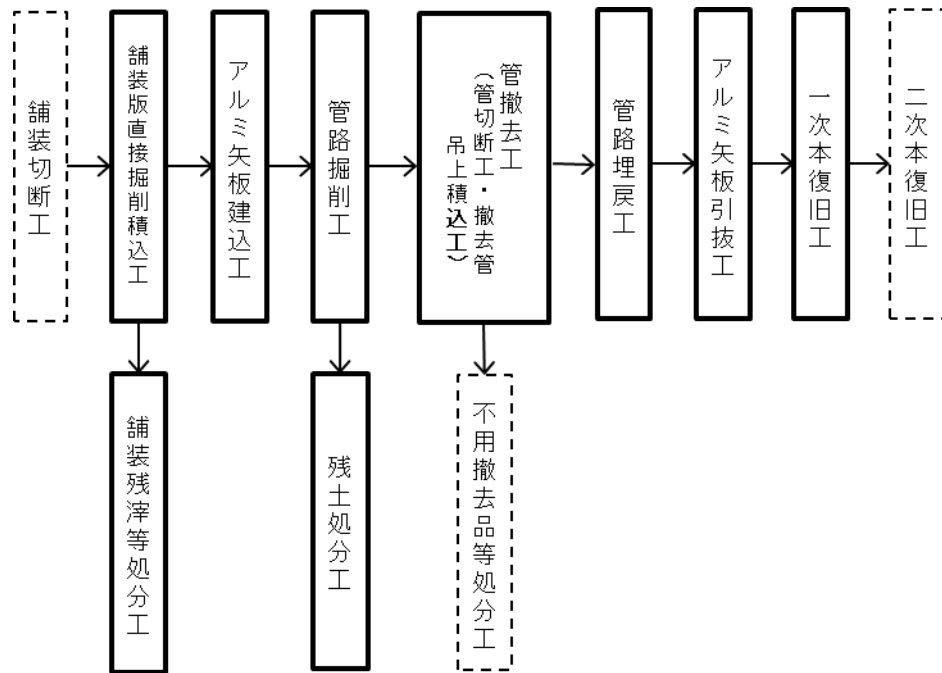 舗装切断工
舗装版直接掘削積込工
アルミ矢板建込工
管路掘削工
管撤去工
（管切断工・撤去管
吊上積込工）
管路埋戻工
アルミ矢板引抜工
一次本復旧工
二次本復旧工
舗装残滓等処分工
残土処分工
不用撤去品等処分工